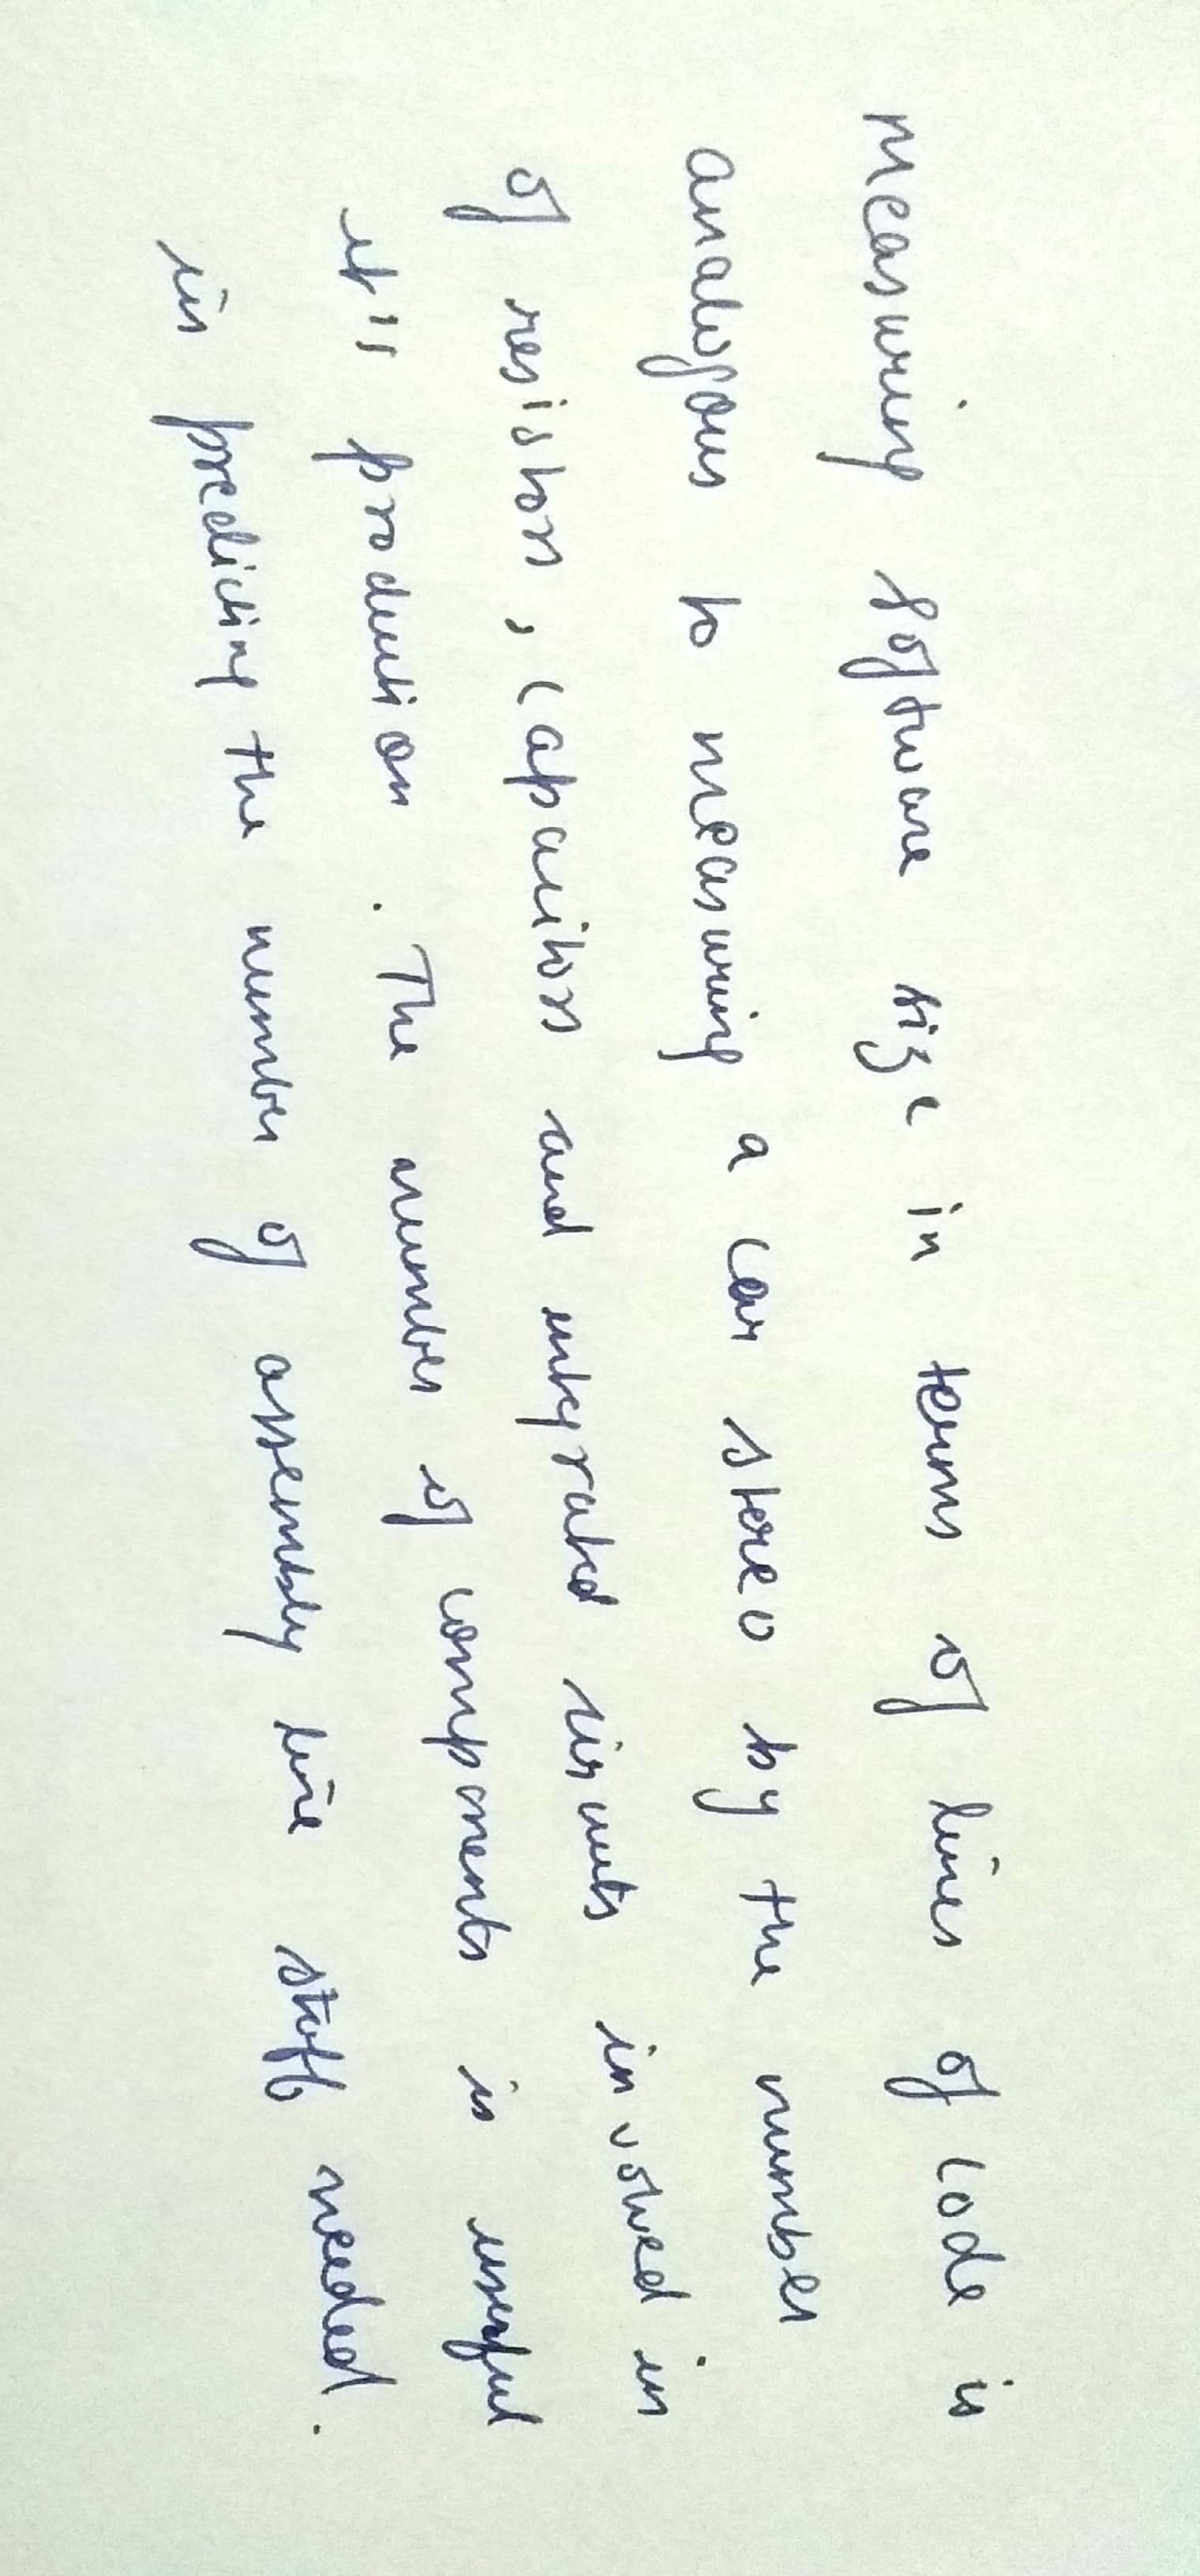 measuring software size in terms of lines of code is
analogous to measuring a car stereo by the number
of resistors, capacitors and integrated circuits involved in
it's production. The number of components is useful
in predicting the number of assembly line staff needed.